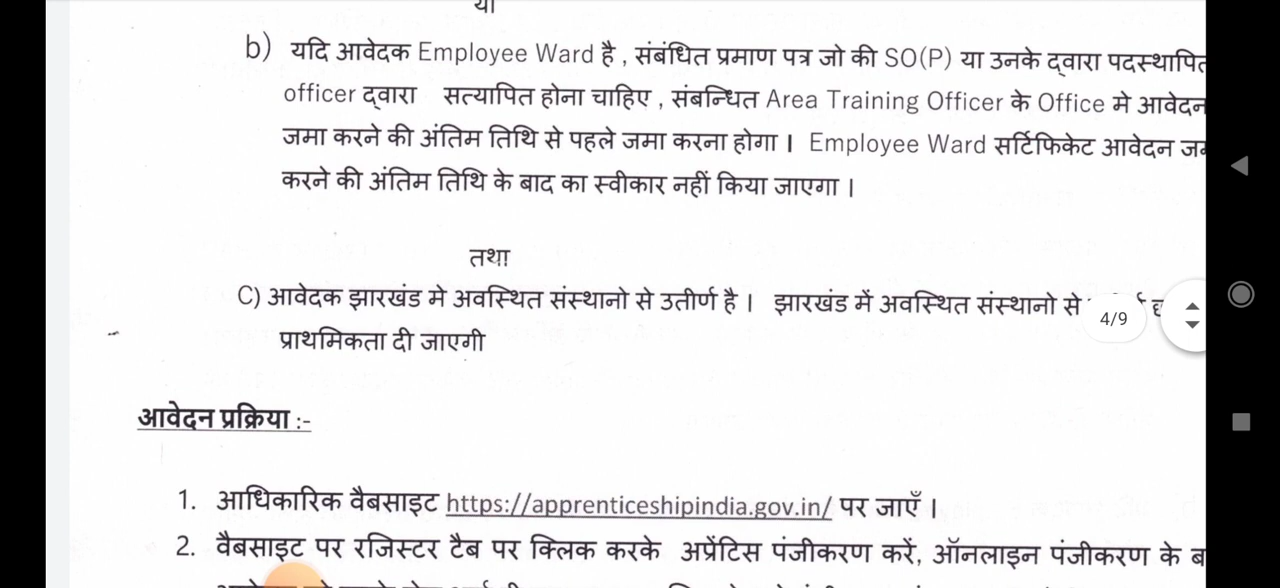 b) यदि आवेदक Employee Ward है , संबंधित प्रमाण पत्र जो की SO(P) या उनके द्वारा पदस्थापित
officer द्वारा सत्यापित होना चाहिए , संबन्धित Area Training Officer के Office मे आवेदन
जमा करने की अंतिम तिथि से पहले जमा करना होगा । Employee Ward सर्टिफिकेट आवेदन
करने की अंतिम तिथि के बाद का स्वीकार नहीं किया जाएगा ।
तथा
C) आवेदक झारखंड मे अवस्थित संस्थानो से उतीर्ण है । झारखंड में अवस्थित संस्थानो से
4/9
प्राथमिकता दी जाएगी
आवेदन प्रक्रिया :-
1. आधिकारिक वैबसाइट https://apprenticeshipindia.gov.in/ पर जाएँ ।
2. वैबसाइट पर रजिस्टर टैब पर क्लिक करके अप्रेंटिस पंजीकरण करें, ऑनलाइन पंजीकरण के